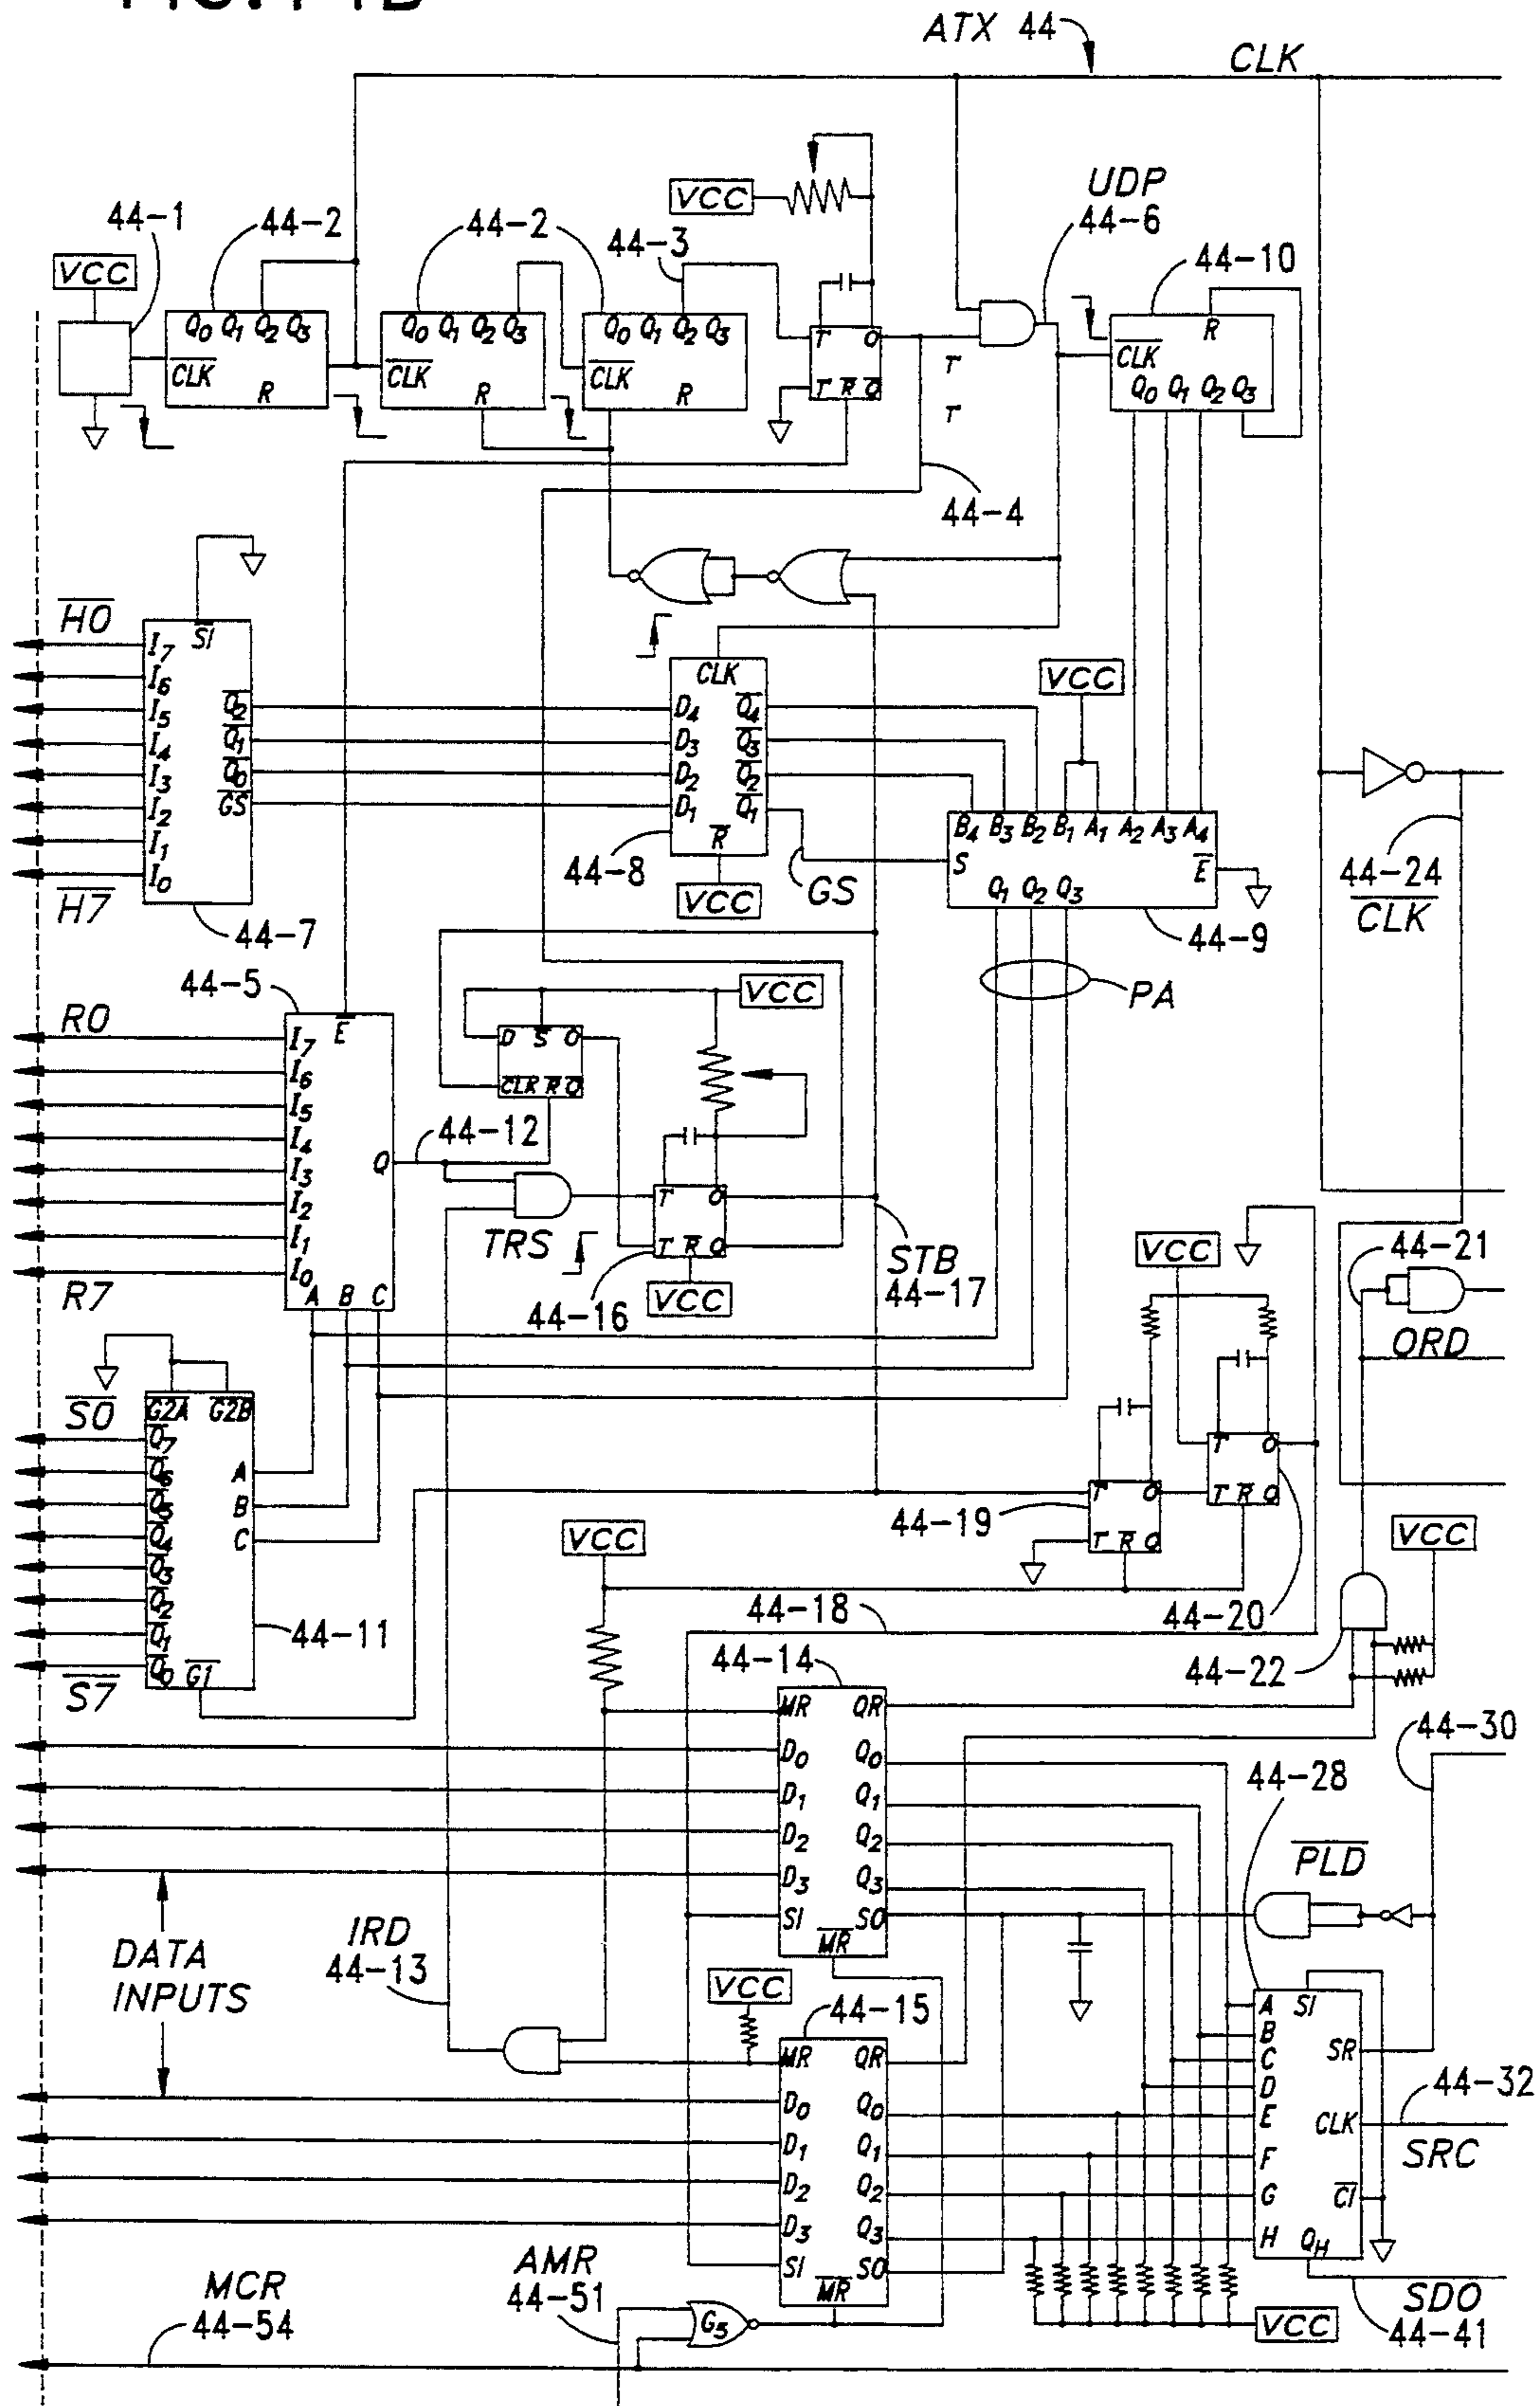 ATX 44
CLK
VCC
UDP
44-6
44-1
44-2
44-2
44-3
44-10
VCC
Q0 Q1 Q2 Q3
CLK
R
Q0 Q1 Q2 Q3
CLK
R
Q0 Q1 Q2 Q3
CLK
R
T O
T R Q
T
T
R
CLK
Q0 Q1 Q2 Q3
44-4
H0
SI
I7
I6
I5
I4
I3
I2
I1
I0
Q2
Q1
Q0
GS
H7
44-7
CLK
D4 Q4
D3 Q3
D2 Q2
D1 Q1
R
44-8
VCC
GS
VCC
B4 B3 B2 B1 A1 A2 A3 A4
S
E
Q1 Q2 Q3
44-9
PA
44-24
CLK
44-5
R0
E
I7
I6
I5
I4
I3
I2
I1
I0
Q
A B C
R7
VCC
D S O
CLK R Q
44-12
TRS
T O
T R O
44-16
VCC
STB
44-17
VCC
44-21
ORD
S0
G2A G2B
Q7
Q6
Q5
Q4
Q3
Q2
Q1
Q0
A
B
C
G1
S7
44-11
T O
T R O
44-19
T O
T R O
44-20
VCC
VCC
44-18
44-14
44-22
MR QR
D0 Q0
D1 Q1
D2 Q2
D3 Q3
SI SO
MR
44-30
44-28
PLD
DATA
INPUTS
IRD
44-13
VCC
44-15
MR QR
D0 Q0
D1 Q1
D2 Q2
D3 Q3
SI SO
MR
A
B
C
D
E
F
G
H
SI
SR
CLK
CI
QH
44-32
SRC
AMR
44-51
MCR
44-54
G5
VCC
SDO
44-41